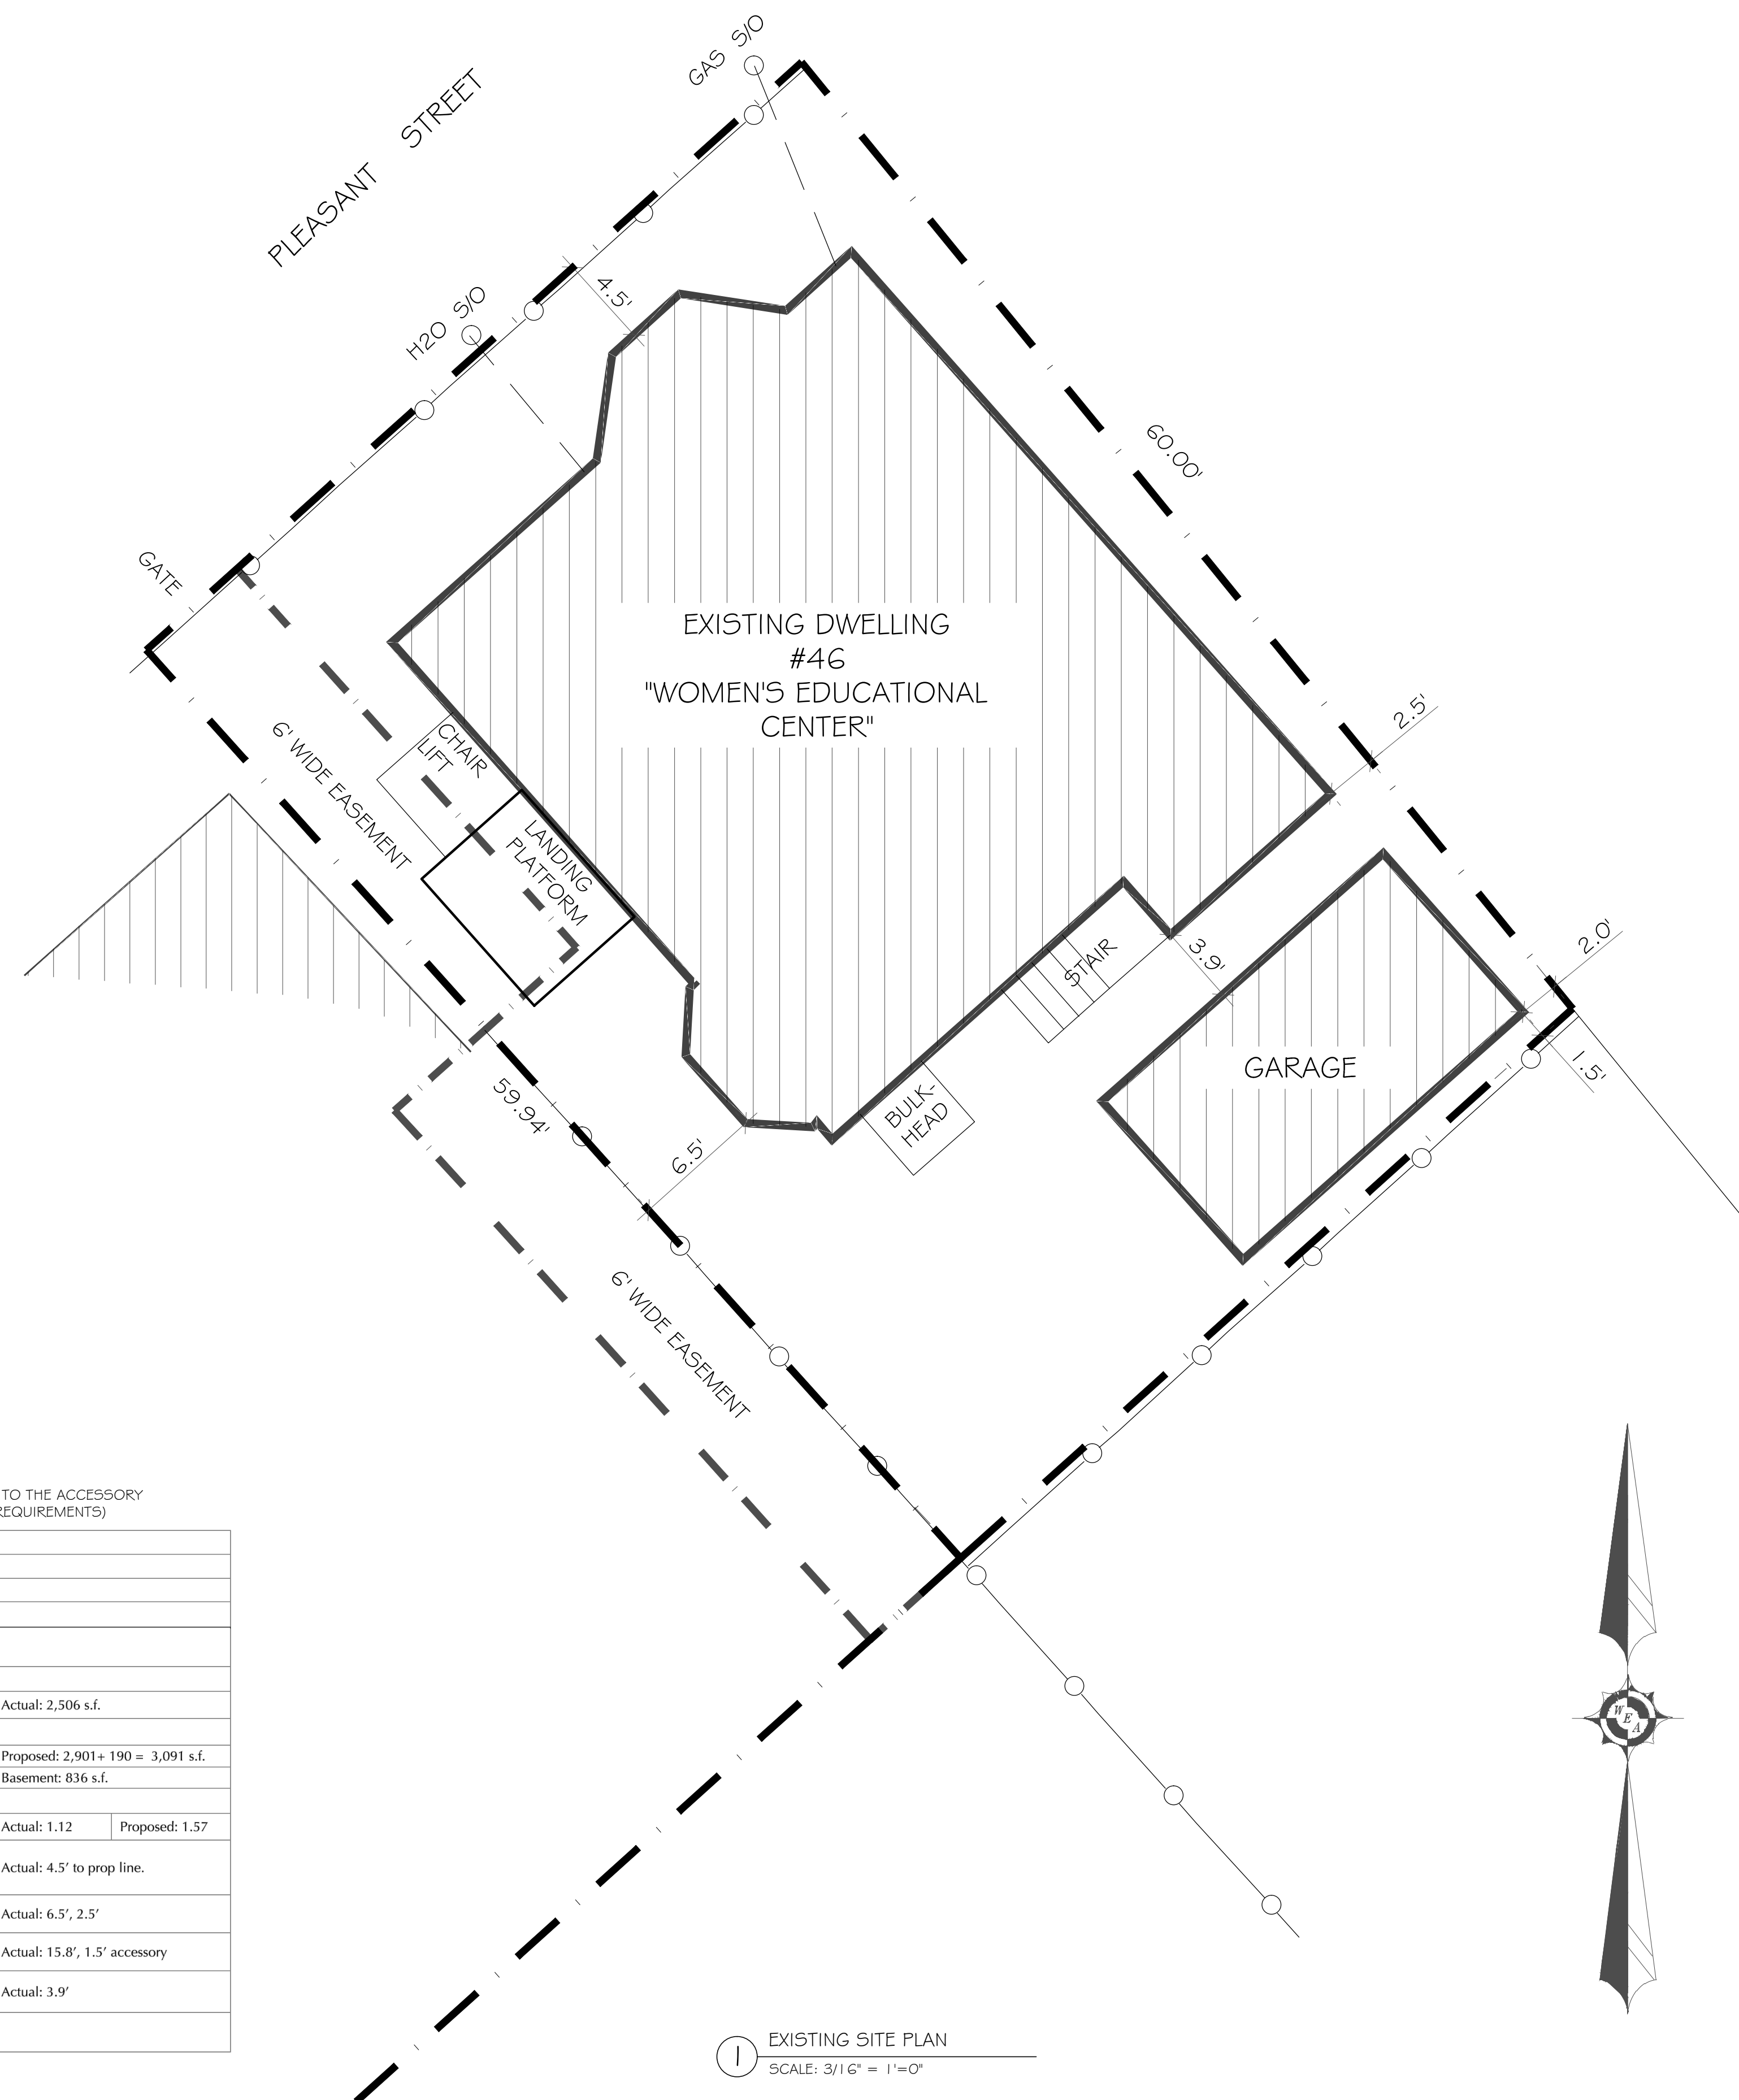 GAS S/O
PLEASANT STREET
H2O S/O
4.5'
60.00'
GATE
EXISTING DWELLING
#46
"WOMEN'S EDUCATIONAL
CENTER"
2.5'
CHAIR
LIFT
6' WIDE EASEMENT
LANDING
PLATFORM
STAIR
3.9'
2.0'
GARAGE
1.5'
59.94'
BULK-
HEAD
6.5'
6' WIDE EASEMENT
TO THE ACCESSORY
REQUIREMENTS)
Actual: 2,506 s.f.
Proposed: 2,901+ 190 = 3,091 s.f.
Basement: 836 s.f.
Actual: 1.12 Proposed: 1.57
Actual: 4.5' to prop line.
Actual: 6.5', 2.5'
Actual: 15.8', 1.5' accessory
Actual: 3.9'
W E A
1 EXISTING SITE PLAN
SCALE: 3/16" = 1'=0"